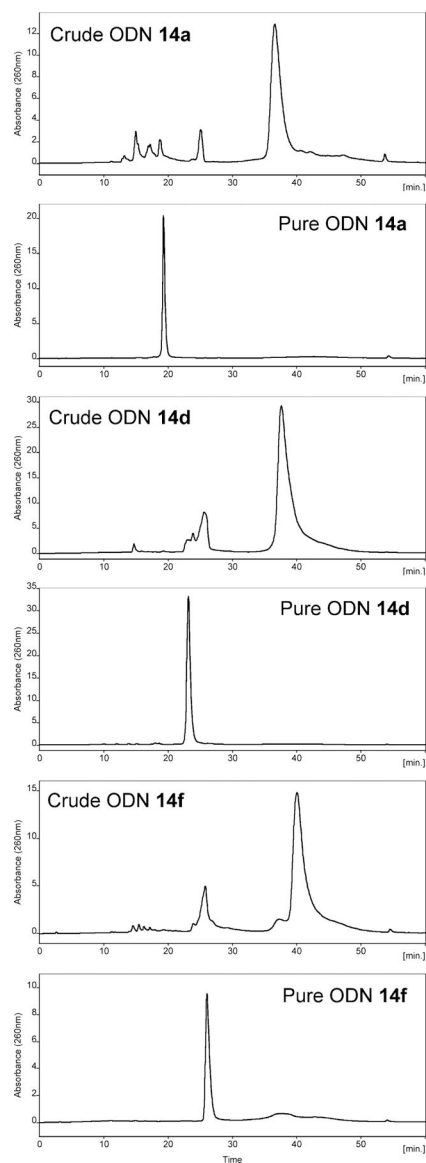 Crude ODN 14a
Absorbance (260nm)
12
10
8
6
4
2
0
0 10 20 30 40 50 [min.]
Pure ODN 14a
Absorbance (260nm)
20
15
10
5
0
0 10 20 30 40 50 [min.]
Crude ODN 14d
Absorbance (260nm)
30
25
20
15
10
5
0
0 10 20 30 40 50 [min.]
Pure ODN 14d
Absorbance (260nm)
35
30
25
20
15
10
5
0
0 10 20 30 40 50 [min.]
Crude ODN 14f
Absorbance (260nm)
15
10
5
0
0 10 20 30 40 50 [min.]
Pure ODN 14f
Absorbance (260nm)
10
8
6
4
2
0
0 10 20 30 40 50 [min.]
Time